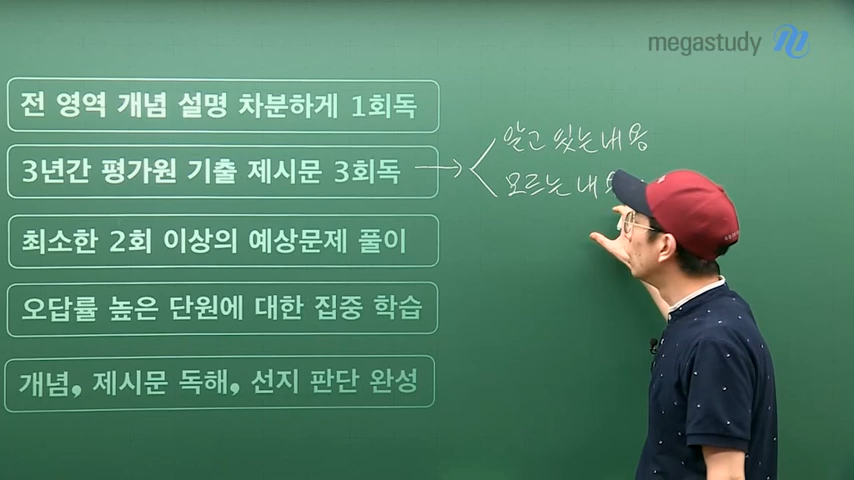 megastudy
전 영역 개념 설명 차분하게 1회독
3년간 평가원 기출 제시문 3회독
알고 있는 내용
모르는 내
최소한 2회 이상의 예상문제 풀이
오답률 높은 단원에 대한 집중 학습
개념, 제시문 독해, 선지 판단 완성